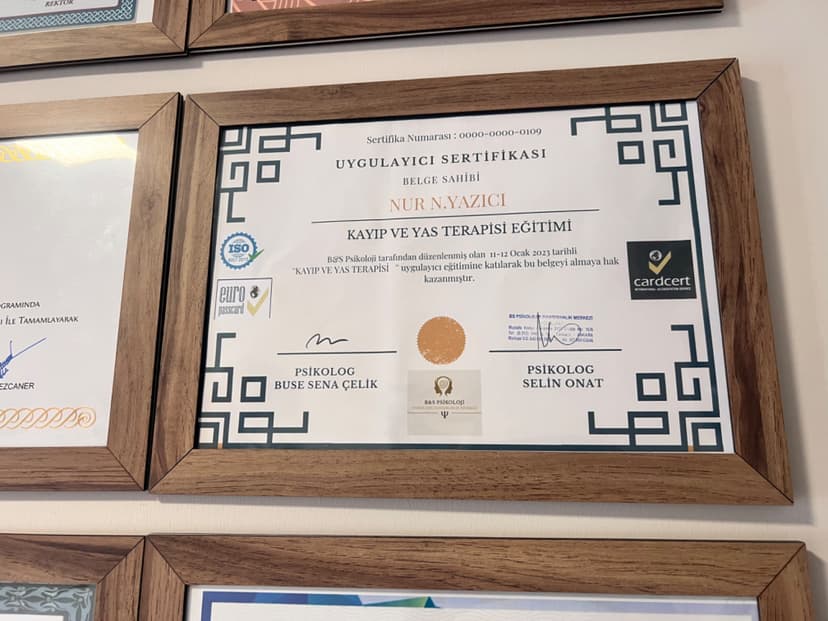 REKTÖR
OGRAMINDA
I İLE TAMAMLAYARAK
EZCANER
Sertifika Numarası : 0000-0000-0109
UYGULAYICI SERTİFİKASI
BELGE SAHİBİ
NUR N.YAZICI
KAYIP VE YAS TERAPİSİ EĞİTİMİ
B&S Psikoloji tarafından düzenlenmiş olan 11-12 Ocak 2023 tarihli
"KAYIP VE YAS TERAPİSİ " uygulayıcı eğitimine katılarak bu belgeyi almaya hak
kazanmıştır.
ISO
euro
passcard
cardcert
PSİKOLOG
BUSE SENA ÇELİK
PSİKOLOG
SELİN ONAT
B&S PSİKOLOJİ